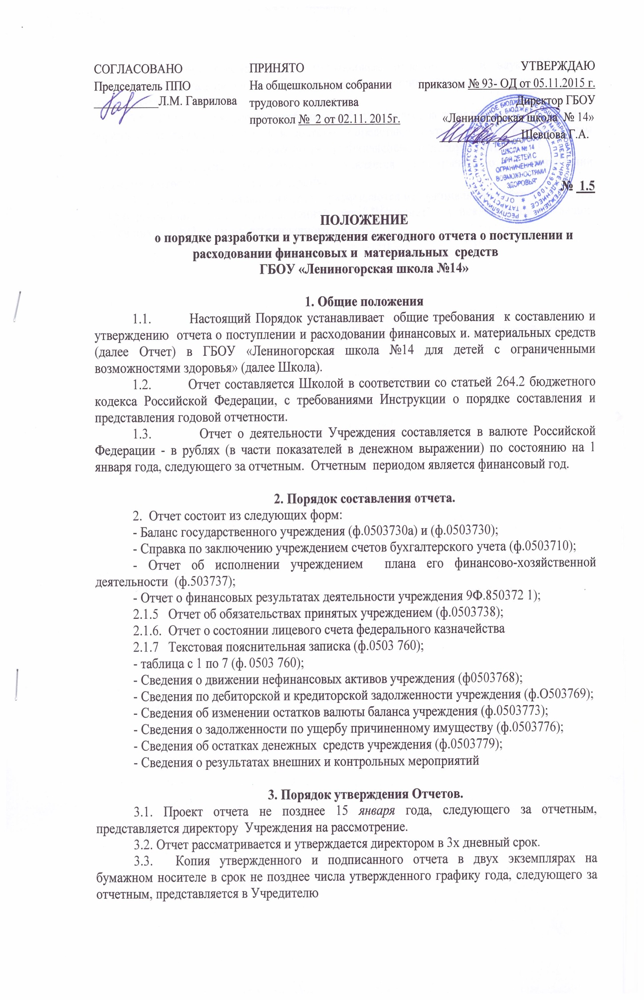 СОГЛАСОВАНО
Председатель ППО
__________Л.М. Гаврилова
ПРИНЯТО
На общешкольном собрании
трудового коллектива
протокол № 2 от 02.11. 2015г.
УТВЕРЖДАЮ
приказом № 93- ОД от 05.11.2015 г.
Директор ГБОУ
«Лениногорская школа № 14»
____________Шевцова Г.А.
"ЛЕНИНОГОРСКАЯ
ШКОЛА № 14
ДЛЯ ДЕТЕЙ С
ОГРАНИЧЕННЫМИ
ВОЗМОЖНОСТЯМИ
ЗДОРОВЬЯ"
№ 1.5
ПОЛОЖЕНИЕ
о порядке разработки и утверждения ежегодного отчета о поступлении и
расходовании финансовых и материальных средств
ГБОУ «Лениногорская школа №14»
1. Общие положения
1.1. Настоящий Порядок устанавливает общие требования к составлению и
утверждению отчета о поступлении и расходовании финансовых и. материальных средств
(далее Отчет) в ГБОУ «Лениногорская школа №14 для детей с ограниченными
возможностями здоровья» (далее Школа).
1.2. Отчет составляется Школой в соответствии со статьей 264.2 бюджетного
кодекса Российской Федерации, с требованиями Инструкции о порядке составления и
представления годовой отчетности.
1.3. Отчет о деятельности Учреждения составляется в валюте Российской
Федерации - в рублях (в части показателей в денежном выражении) по состоянию на 1
января года, следующего за отчетным. Отчетным периодом является финансовый год.
2. Порядок составления отчета.
2. Отчет состоит из следующих форм:
- Баланс государственного учреждения (ф.0503730а) и (ф.0503730);
- Справка по заключению учреждением счетов бухгалтерского учета (ф.0503710);
- Отчет об исполнении учреждением плана его финансово-хозяйственной
деятельности (ф.503737);
- Отчет о финансовых результатах деятельности учреждения 9Ф.850372 1);
2.1.5 Отчет об обязательствах принятых учреждением (ф.0503738);
2.1.6. Отчет о состоянии лицевого счета федерального казначейства
2.1.7 Текстовая пояснительная записка (ф.0503 760);
- таблица с 1 по 7 (ф. 0503 760);
- Сведения о движении нефинансовых активов учреждения (ф0503768);
- Сведения по дебиторской и кредиторской задолженности учреждения (ф.О503769);
- Сведения об изменении остатков валюты баланса учреждения (ф.0503773);
- Сведения о задолженности по ущербу причиненному имуществу (ф.0503776);
- Сведения об остатках денежных средств учреждения (ф.0503779);
- Сведения о результатах внешних и контрольных мероприятий
3. Порядок утверждения Отчетов.
3.1. Проект отчета не позднее 15 января года, следующего за отчетным,
представляется директору Учреждения на рассмотрение.
3.2. Отчет рассматривается и утверждается директором в 3х дневный срок.
3.3. Копия утвержденного и подписанного отчета в двух экземплярах на
бумажном носителе в срок не позднее числа утвержденного графику года, следующего за
отчетным, представляется в Учредителю